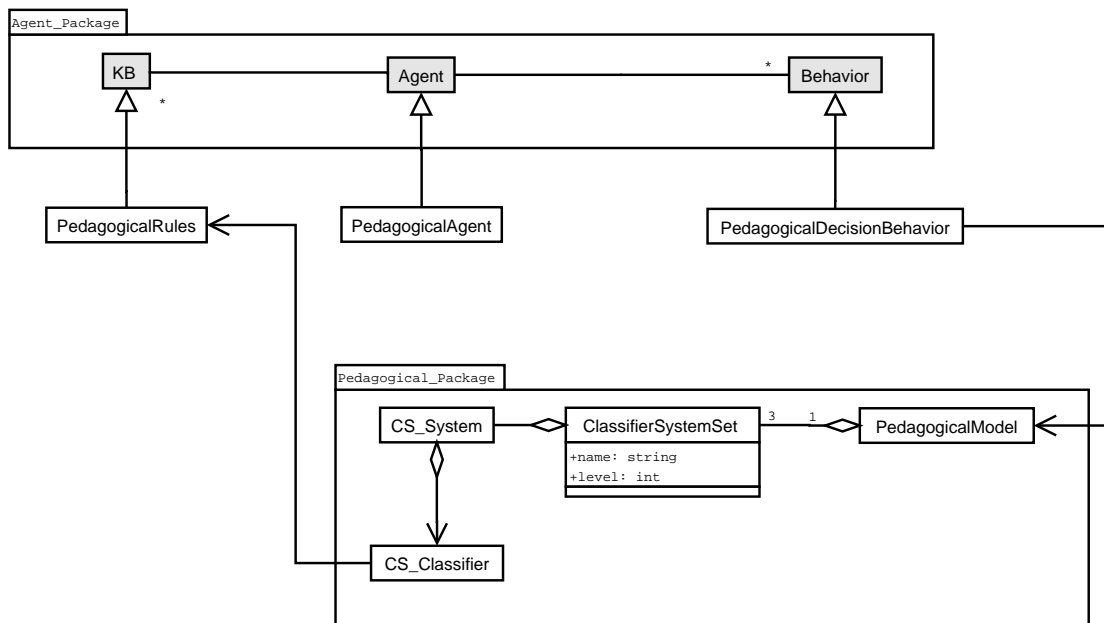 Agent_Package
KB
Agent
*
Behavior
*
PedagogicalRules
PedagogicalAgent
PedagogicalDecisionBehavior
Pedagogical_Package
CS_System
ClassifierSystemSet
3
1
PedagogicalModel
+name: string
+level: int
CS_Classifier